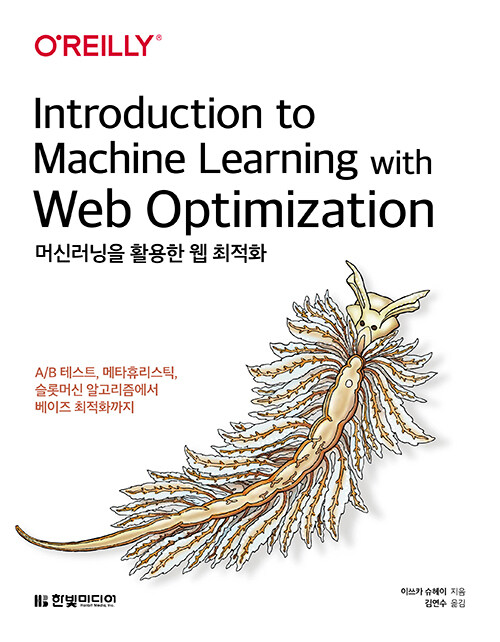 O'REILLY®
Introduction to
Machine Learning with
Web Optimization
머신러닝을 활용한 웹 최적화
A/B 테스트, 메타휴리스틱,
슬롯머신 알고리즘에서
베이즈 최적화까지
이쓰카 슈헤이 지음
김연수 옮김
한빛미디어
Hanbit Media, Inc.